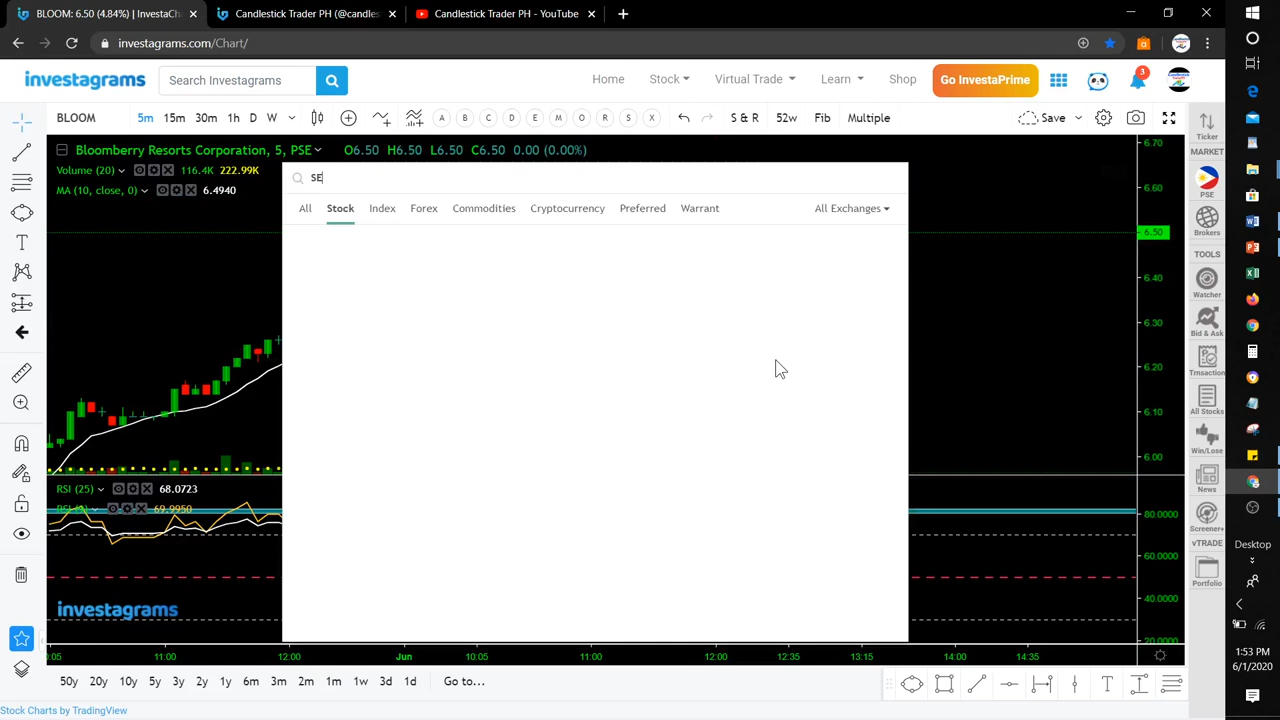 BLOOM: 6.50 (4.84%) | InvestaCha
Candlestick Trader PH (@candles
Candlestick Trader PH - YouTube
investagrams.com/Chart/
investagrams
Search Investagrams
Home
Stock
Virtual Trade
Learn
Shop
Go InvestaPrime
3
BLOOM
5m
15m
30m
1h
D
W
A
B
C
D
E
M
O
R
S
X
S & R
52w
Fib
Multiple
Save
Ticker
Bloomberry Resorts Corporation, 5, PSE
O6.50 H6.50 L6.50 C6.50 0.00 (0.00%)
Volume (20)
116.4K 222.99K
MA (10, close, 0)
6.4940
SE
All
Stock
Index
Forex
Commodities
Cryptocurrency
Preferred
Warrant
All Exchanges
6.70
6.60
6.50
6.40
6.30
6.20
6.10
6.00
MARKET
PSE
Brokers
TOOLS
Watcher
Bid & Ask
Trnsaction
All Stocks
Win/Lose
News
Screener+
vTRADE
Portfolio
RSI (25)
68.0723
69.9950
80.0000
60.0000
40.0000
20.0000
investagrams
:05
11:00
12:00
Jun
10:05
11:00
12:00
12:35
13:15
14:00
14:35
50y
20y
10y
5y
3y
2y
1y
6m
3m
2m
1m
1w
3d
1d
Go to...
Stock Charts by TradingView
Desktop
1:53 PM
6/1/2020